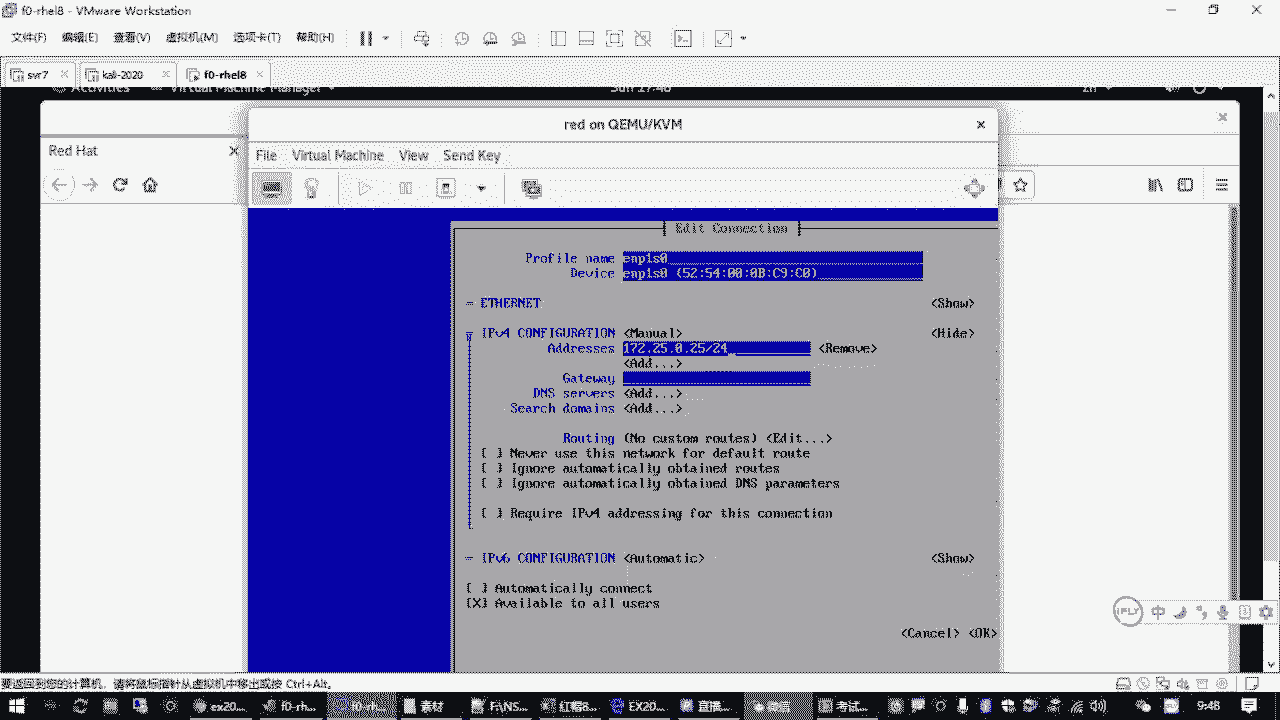 f0-rhel8 - VMware Workstation
文件(F) 编辑(E) 查看(V) 虚拟机(M) 选项卡(T) 帮助(H)
svr7 kali-2020 f0-rhel8
Activities Virtual Machine Manager
red on QEMU/KVM
Red Hat
File Virtual Machine View Send Key
Edit Connection
Profile name enp1s0
Device enp1s0 (52:54:00:0B:C9:C0)
= ETHERNET <Show>
IPv4 CONFIGURATION <Manual> <Hide>
Addresses 172.25.0.25/24 <Remove>
<Add...>
Gateway
DNS servers <Add...>
Search domains <Add...>
Routing (No custom routes) <Edit...>
[ ] Never use this network for default route
[ ] Ignore automatically obtained routes
[ ] Ignore automatically obtained DNS parameters
[ ] Require IPv4 addressing for this connection
= IPv6 CONFIGURATION <Automatic> <Show>
[ ] Automatically connect
[X] Available to all users
<Cancel> <OK>
iFLY 中
要返回到您的计算机，请将鼠标指针从虚拟机中移出或按 Ctrl+Alt。
ex20... f0-rh... f0-r... 素材 F\NS... 红帽8... EX20... 直播... 考试... 9:48